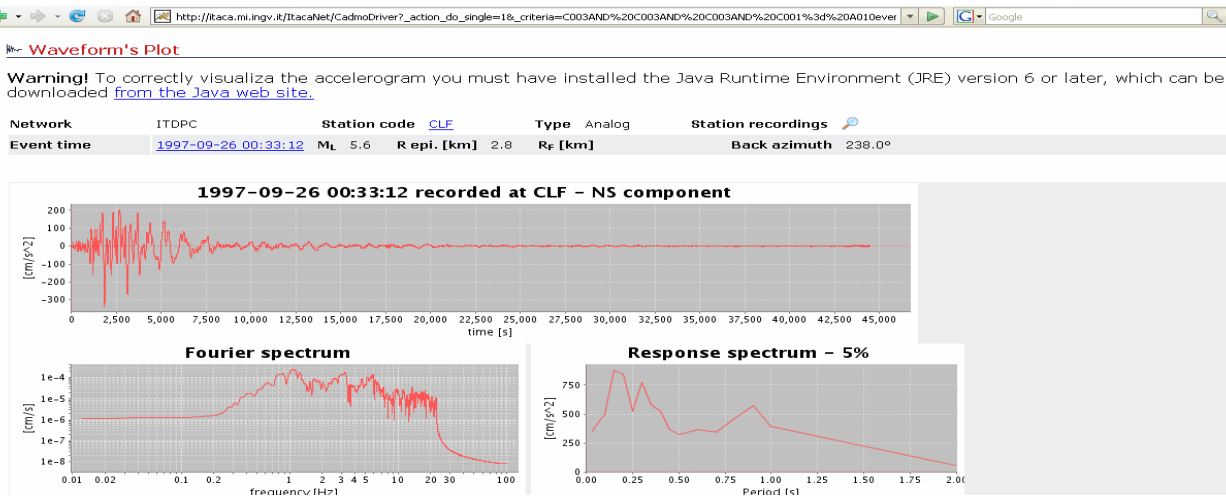 http://itaca.mi.ingv.it/ItacaNet/CadmoDriver?_action_do_single=1&_criteria=C003AND%20C003AND%20C003AND%20C001%3d%20A010ever
G Google
Waveform's Plot
Warning! To correctly visualiza the accelerogram you must have installed the Java Runtime Environment (JRE) version 6 or later, which can be
downloaded from the Java web site.
Network ITDPC Station code CLF Type Analog Station recordings
Event time 1997-09-26 00:33:12 ML 5.6 R epi. [km] 2.8 RF [km] Back azimuth 238.0°
1997-09-26 00:33:12 recorded at CLF - NS component
[cm/s^2]
200
100
0
-100
-200
-300
0 2,500 5,000 7,500 10,000 12,500 15,000 17,500 20,000 22,500 25,000 27,500 30,000 32,500 35,000 37,500 40,000 42,500 45,000
time [s]
Fourier spectrum
[cm/s]
1e-4
1e-5
1e-6
1e-7
1e-8
0.01 0.02 0.1 0.2 1 2 3 4 5 10 20 30 100
frequency [Hz]
Response spectrum - 5%
[cm/s^2]
750
500
250
0
0.00 0.25 0.50 0.75 1.00 1.25 1.50 1.75 2.00
Period [s]